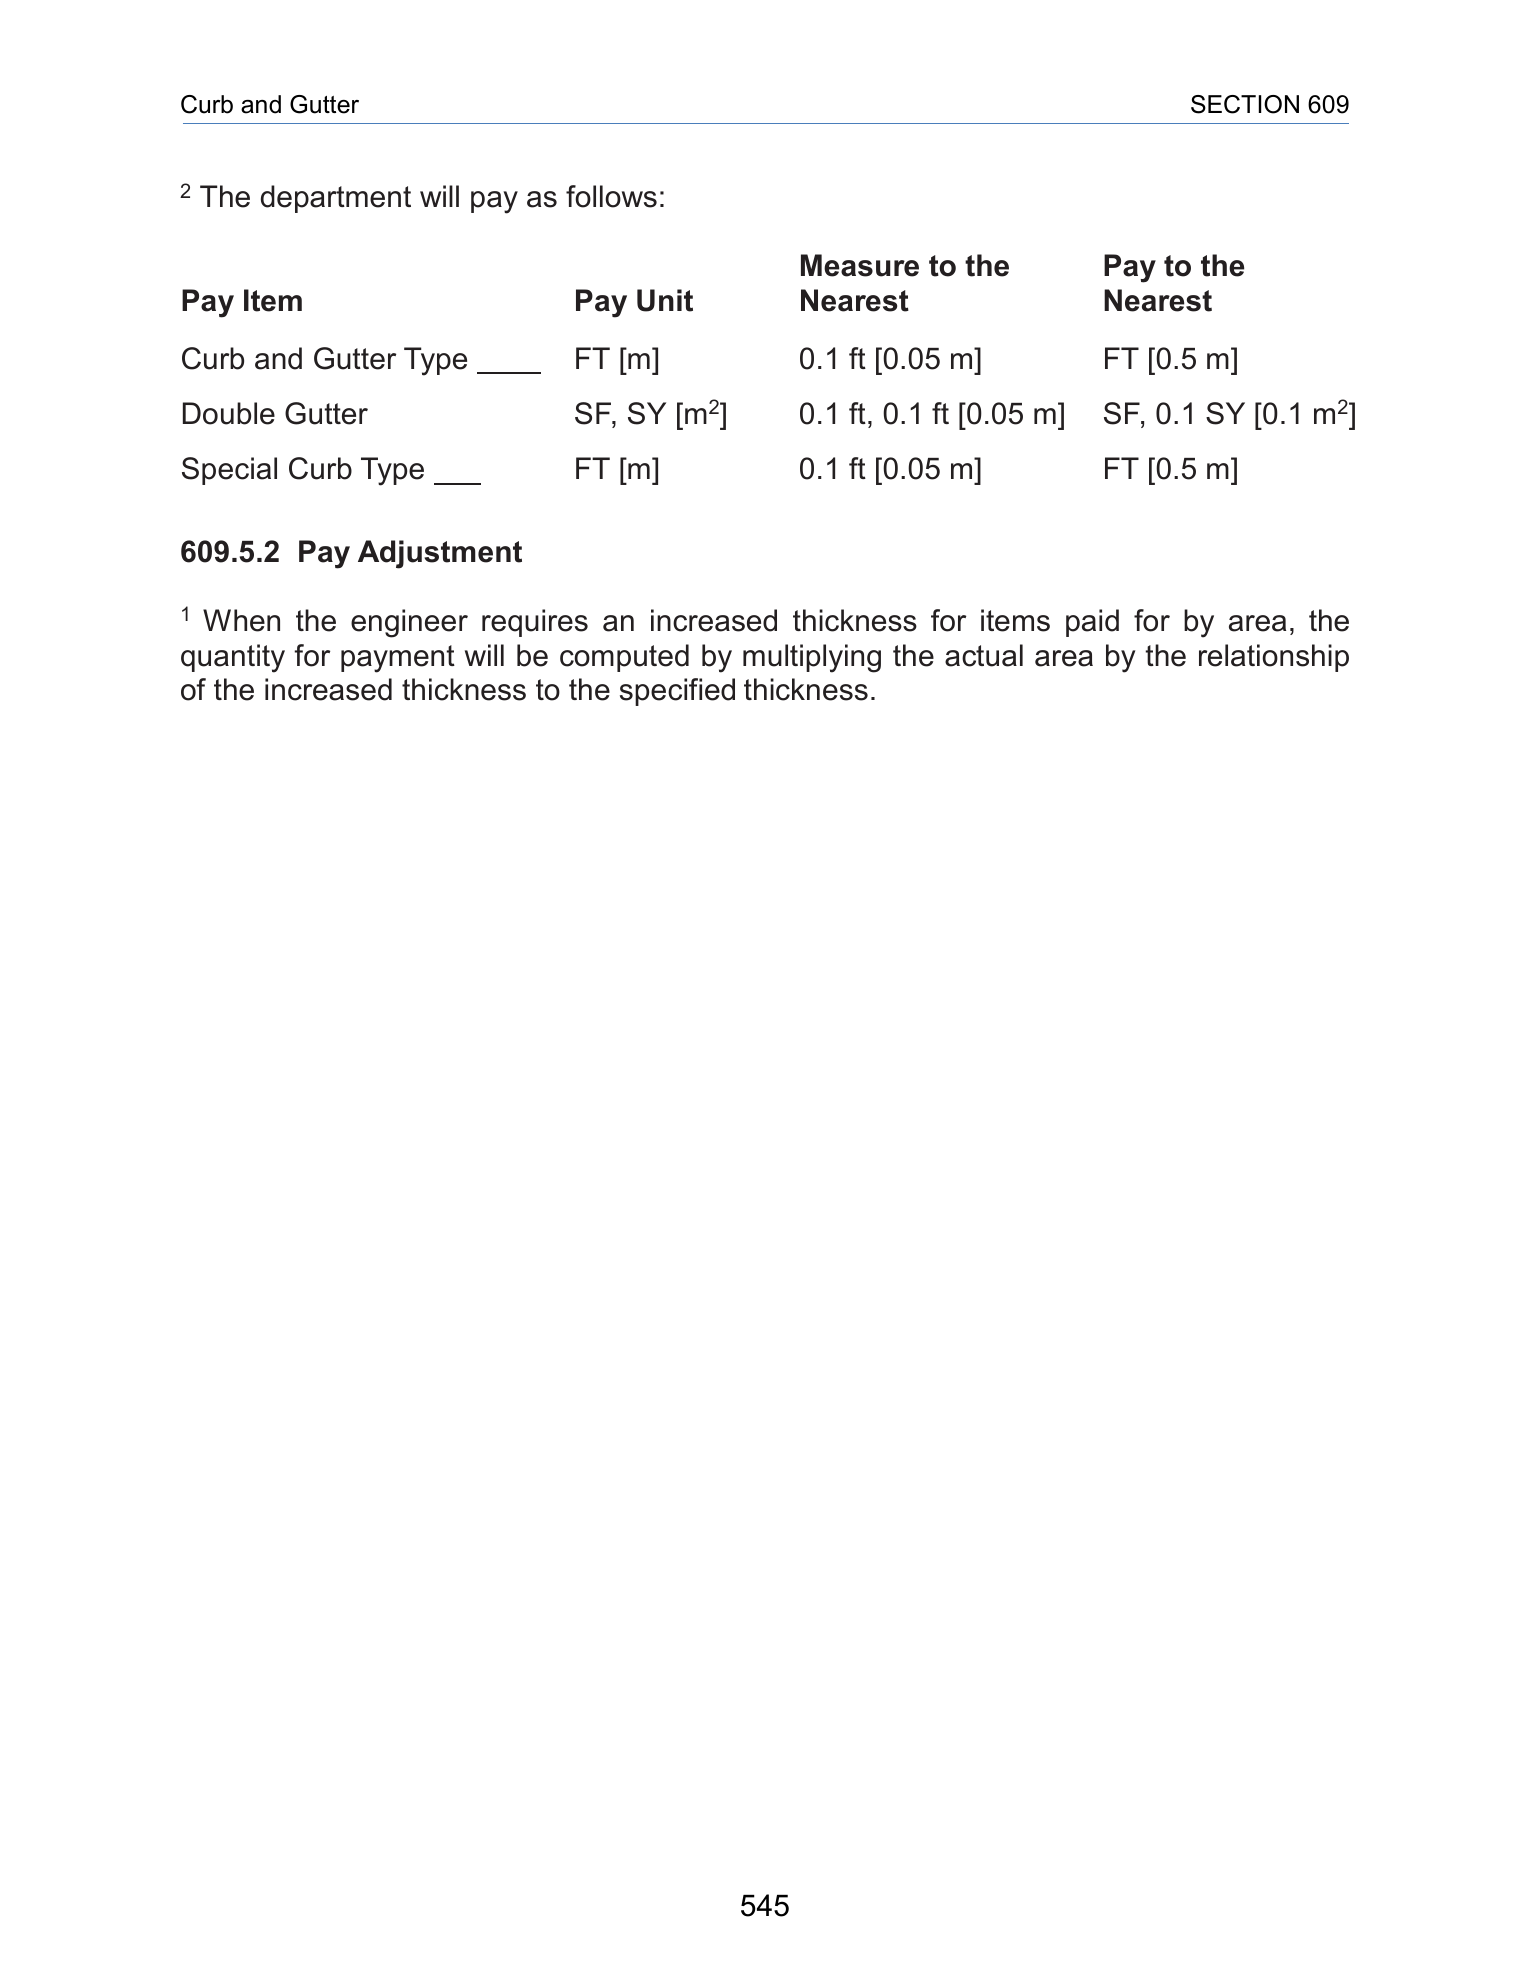 Curb and Gutter SECTION 609
² The department will pay as follows:
Measure to the Pay to the
Pay Item Pay Unit Nearest Nearest
Curb and Gutter Type ____ FT [m] 0.1 ft [0.05 m] FT [0.5 m]
Double Gutter SF, SY [m²] 0.1 ft, 0.1 ft [0.05 m] SF, 0.1 SY [0.1 m²]
Special Curb Type ___ FT [m] 0.1 ft [0.05 m] FT [0.5 m]
609.5.2 Pay Adjustment
¹ When the engineer requires an increased thickness for items paid for by area, the
quantity for payment will be computed by multiplying the actual area by the relationship
of the increased thickness to the specified thickness.
545